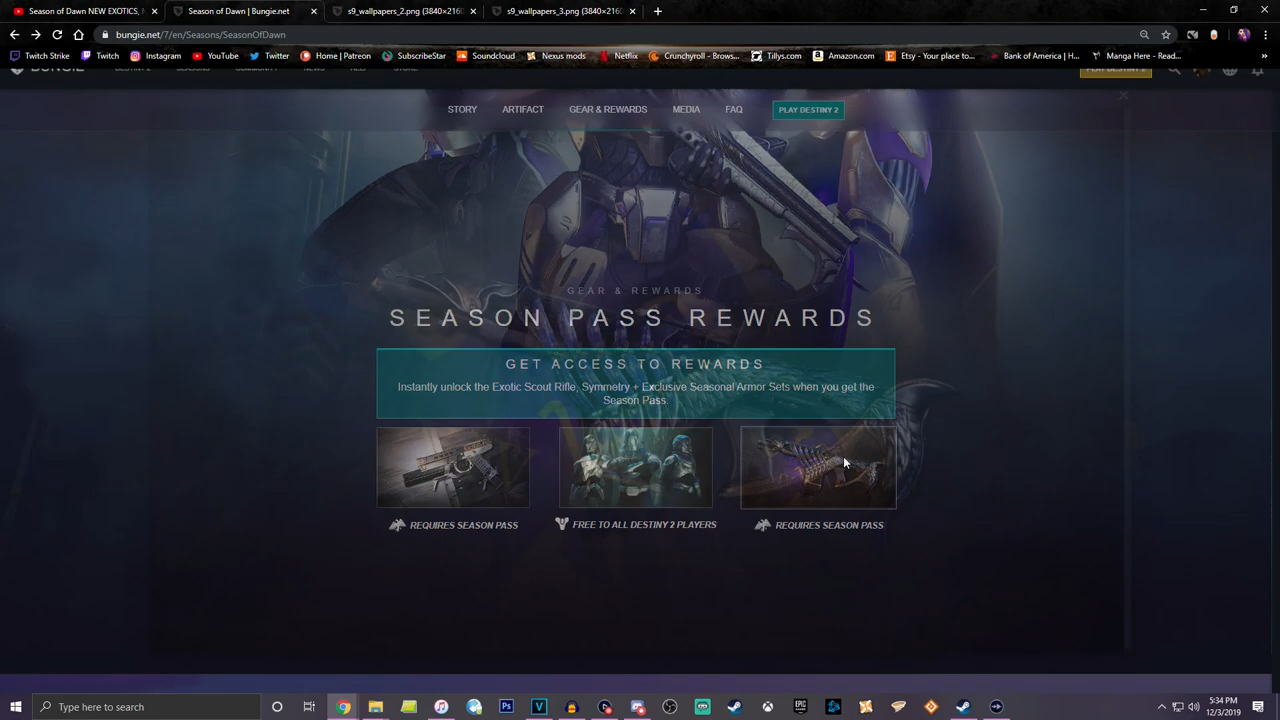 Season of Dawn NEW EXOTICS,
Season of Dawn | Bungie.net
s9_wallpapers_2.png (3840×216
s9_wallpapers_3.png (3840×216
bungie.net/7/en/Seasons/SeasonOfDawn
Twitch Strike
Twitch
Instagram
YouTube
Twitter
Home | Patreon
SubscribeStar
Soundcloud
Nexus mods
Netflix
Crunchyroll - Brows...
Tillys.com
Amazon.com
Etsy - Your place to...
Bank of America | H...
Manga Here - Read...
PLAY DESTINY 2
STORY
ARTIFACT
GEAR & REWARDS
MEDIA
FAQ
PLAY DESTINY 2
GEAR & REWARDS
SEASON PASS REWARDS
GET ACCESS TO REWARDS
Instantly unlock the Exotic Scout Rifle, Symmetry + Exclusive Seasonal Armor Sets when you get the
Season Pass.
REQUIRES SEASON PASS
FREE TO ALL DESTINY 2 PLAYERS
REQUIRES SEASON PASS
Type here to search
5:34 PM
12/3/2019